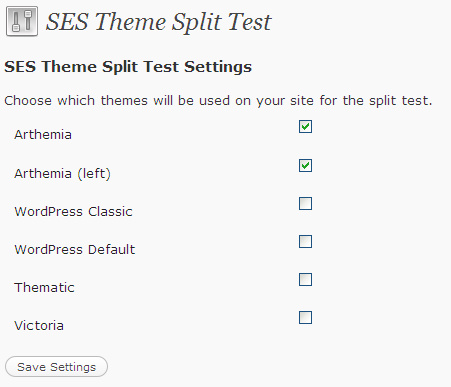 SES Theme Split Test
SES Theme Split Test Settings
Choose which themes will be used on your site for the split test.
Arthemia
Arthemia (left)
WordPress Classic
WordPress Default
Thematic
Victoria
Save Settings